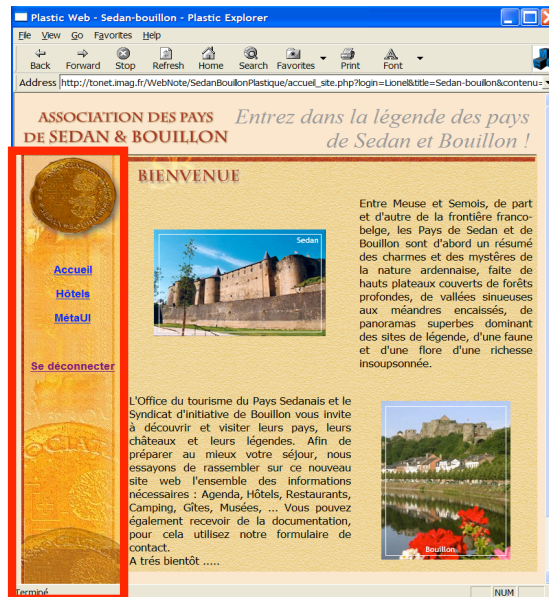 Plastic Web - Sedan-bouillon - Plastic Explorer
File View Go Favorites Help
Back Forward Stop Refresh Home Search Favorites Print Font
Address http://tonet.imag.fr/WebNote/SedanBouillonPlastique/accueil_site.php?login=Lionel&title=Sedan-bouillon&contenu=
ASSOCIATION DES PAYS
DE SEDAN & BOUILLON
Entrez dans la légende des pays
de Sedan et Bouillon !
BIENVENUE
Accueil
Hôtels
MétaUI
Se déconnecter
Sedan
Entre Meuse et Semois, de part
et d'autre de la frontière franco-
belge, les Pays de Sedan et de
Bouillon sont d'abord un résumé
des charmes et des mystères de
la nature ardennaise, faite de
hauts plateaux couverts de forêts
profondes, de vallées sinueuses
aux méandres encaissés, de
panoramas superbes dominant
des sites de légende, d'une faune
et d'une flore d'une richesse
insoupsonnée.
L'Office du tourisme du Pays Sedanais et le
Syndicat d'initiative de Bouillon vous invite
à découvrir et visiter leurs pays, leurs
châteaux et leurs légendes. Afin de
préparer au mieux votre séjour, nous
essayons de rassembler sur ce nouveau
site web l'ensemble des informations
nécessaires : Agenda, Hôtels, Restaurants,
Camping, Gîtes, Musées, ... Vous pouvez
également recevoir de la documentation,
pour cela utilisez notre formulaire de
contact.
A trés bientôt .....
Bouillon
Terminé
NUM